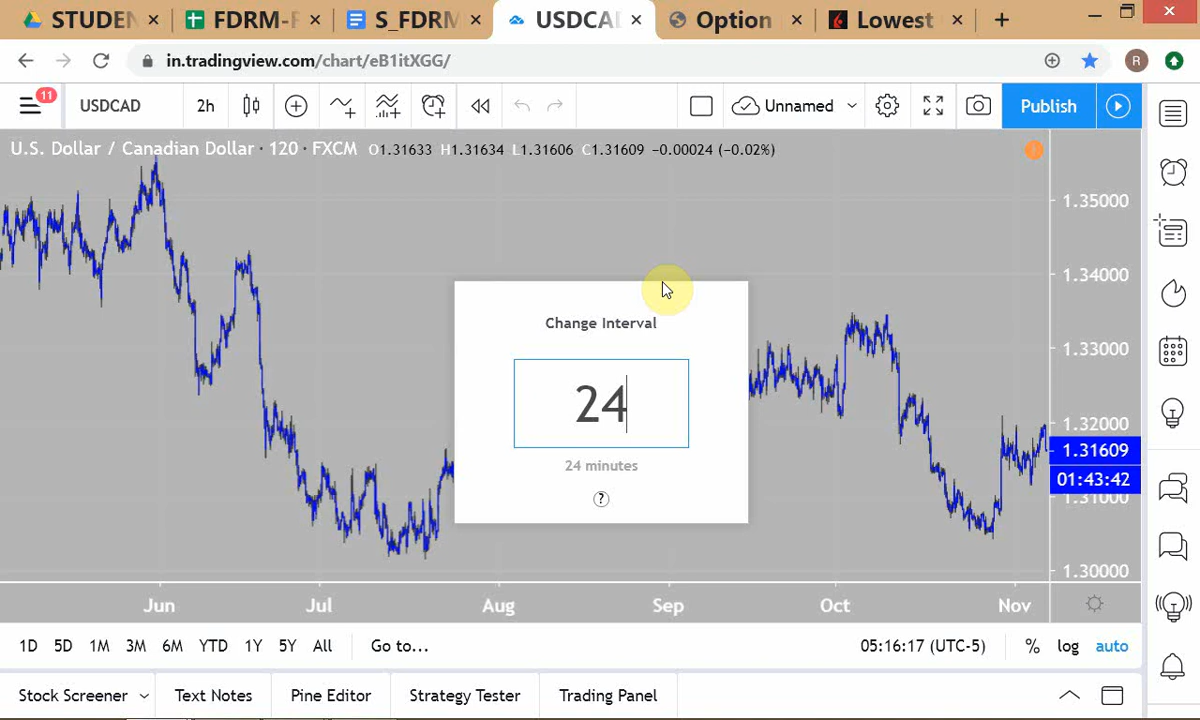 STUDEN FDRM-F S_FDRM USDCAL Option Lowest
in.tradingview.com/chart/eB1itXGG/ R
11 USDCAD 2h Unnamed Publish
U.S. Dollar / Canadian Dollar · 120 · FXCM O1.31633 H1.31634 L1.31606 C1.31609 −0.00024 (−0.02%)
1.35000
1.34000
Change Interval
1.33000
24
1.32000
1.31609
24 minutes
01:43:42
1.31000
?
1.30000
Jun Jul Aug Sep Oct Nov
1D 5D 1M 3M 6M YTD 1Y 5Y All Go to... 05:16:17 (UTC-5) % log auto
Stock Screener Text Notes Pine Editor Strategy Tester Trading Panel